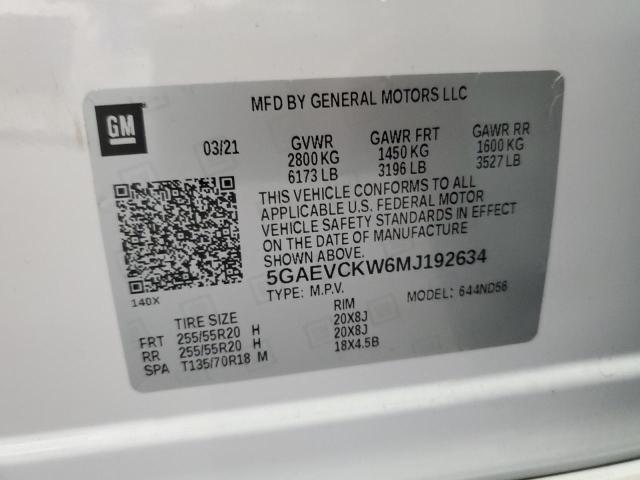 GM
MFD BY GENERAL MOTORS LLC
03/21
GVWR GAWR FRT GAWR RR
2800 KG 1450 KG 1600 KG
6173 LB 3196 LB 3527 LB
THIS VEHICLE CONFORMS TO ALL
APPLICABLE U.S. FEDERAL MOTOR
VEHICLE SAFETY STANDARDS IN EFFECT
ON THE DATE OF MANUFACTURE
SHOWN ABOVE.
5GAEVCKW6MJ192634
140X
TYPE: M.P.V. MODEL: 644ND56
TIRE SIZE RIM
FRT 255/55R20 H 20X8J
RR 255/55R20 H 20X8J
SPA T135/70R18 M 18X4.5B